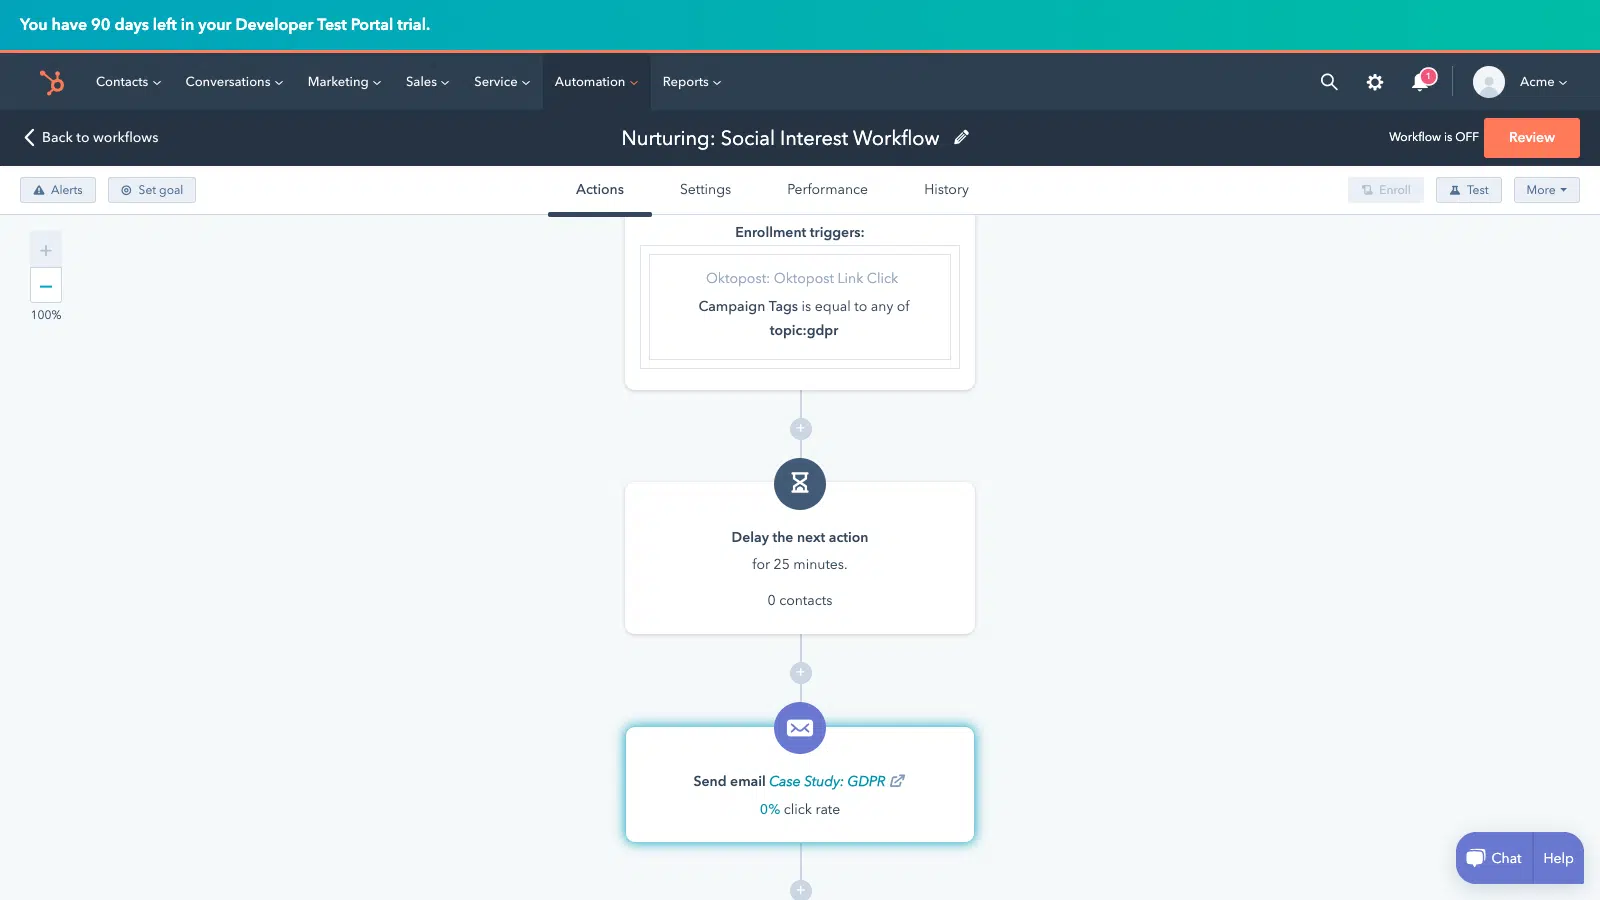 You have 90 days left in your Developer Test Portal trial.
Contacts Conversations Marketing Sales Service Automation Reports 1 Acme
Back to workflows Nurturing: Social Interest Workflow Workflow is OFF Review
Alerts Set goal Actions Settings Performance History Enroll Test More
Enrollment triggers:
+
Oktopost: Oktopost Link Click
−
Campaign Tags is equal to any of
100%
topic:gdpr
+
Delay the next action
for 25 minutes.
0 contacts
+
Send email Case Study: GDPR
0% click rate
Chat Help
+